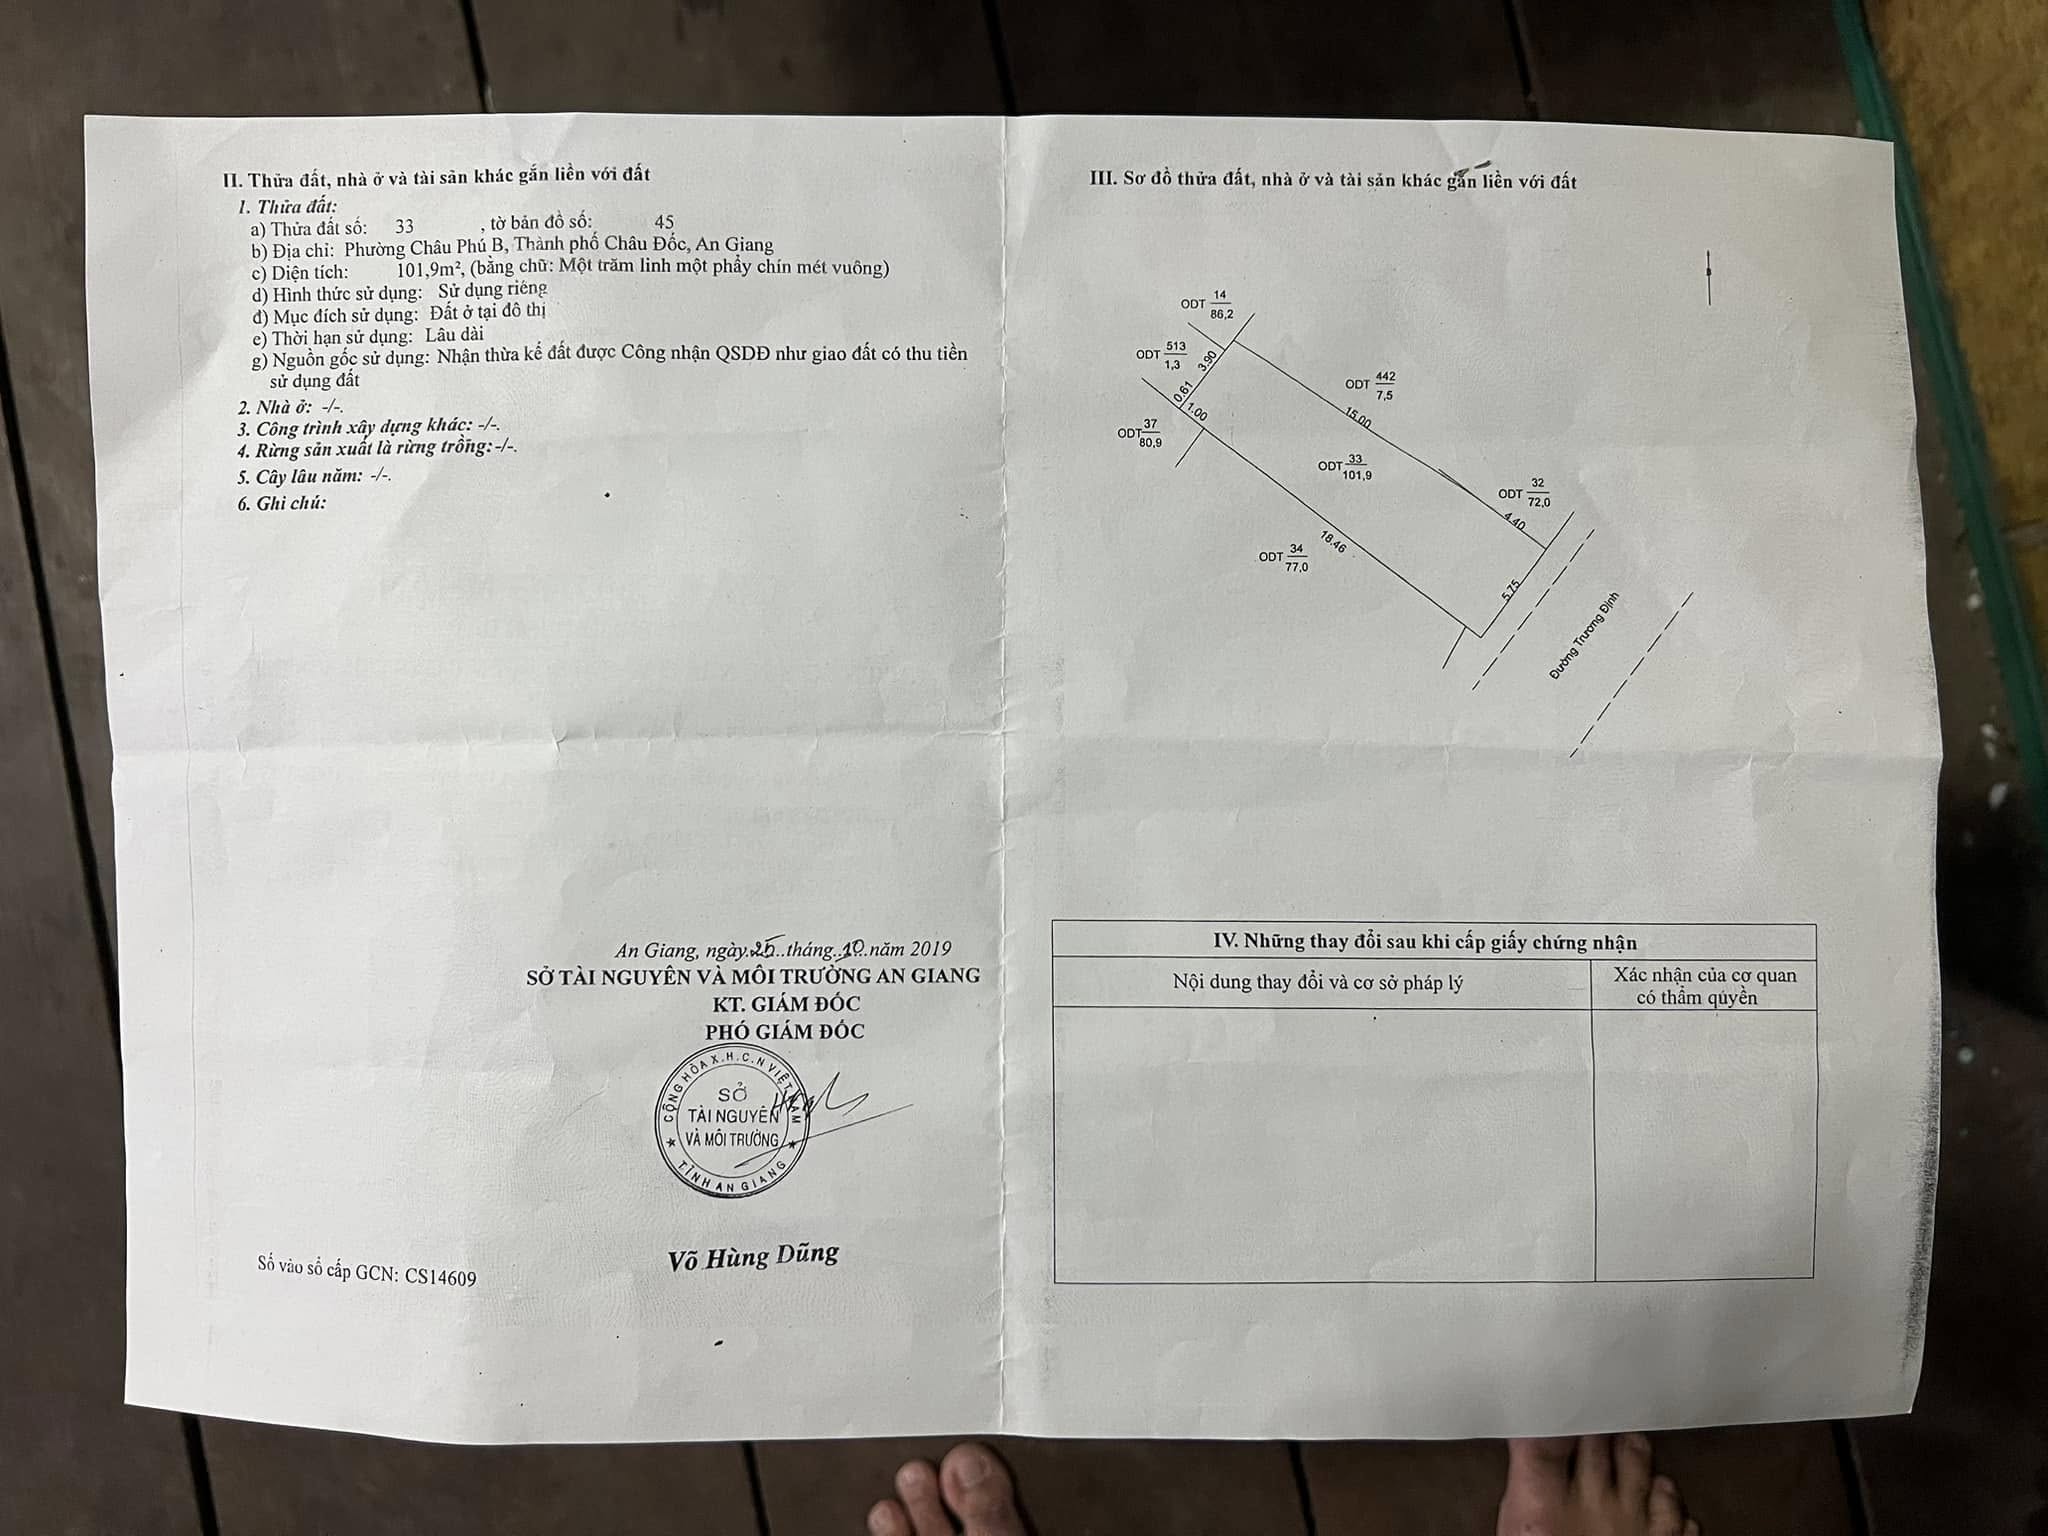 II. Thửa đất, nhà ở và tài sản khác gắn liền với đất
1. Thửa đất:
a) Thửa đất số: 33 , tờ bản đồ số: 45
b) Địa chỉ: Phường Châu Phú B, Thành phố Châu Đốc, An Giang
c) Diện tích: 101,9m², (bằng chữ: Một trăm linh một phẩy chín mét vuông)
d) Hình thức sử dụng: Sử dụng riêng
đ) Mục đích sử dụng: Đất ở tại đô thị
e) Thời hạn sử dụng: Lâu dài
g) Nguồn gốc sử dụng: Nhận thừa kế đất được Công nhận QSDĐ như giao đất có thu tiền
sử dụng đất
2. Nhà ở: -/-.
3. Công trình xây dựng khác: -/-.
4. Rừng sản xuất là rừng trồng: -/-.
5. Cây lâu năm: -/-.
6. Ghi chú:
An Giang, ngày 25 tháng 10 năm 2019
SỞ TÀI NGUYÊN VÀ MÔI TRƯỜNG AN GIANG
KT. GIÁM ĐỐC
PHÓ GIÁM ĐỐC
CỘNG HÒA X.H.C.N VIỆT NAM
SỞ
TÀI NGUYÊN
VÀ MÔI TRƯỜNG
TỈNH AN GIANG
Võ Hùng Dũng
Số vào sổ cấp GCN: CS14609
III. Sơ đồ thửa đất, nhà ở và tài sản khác gắn liền với đất
ODT 14
86,2
ODT 513
1,3
3.90
0.61
1.00
ODT 442
7,5
15.00
ODT 37
80,9
ODT 33
101,9
ODT 32
72,0
4.40
18.46
ODT 34
77,0
5.75
Đường Trương Định
IV. Những thay đổi sau khi cấp giấy chứng nhận
Nội dung thay đổi và cơ sở pháp lý
Xác nhận của cơ quan
có thẩm quyền